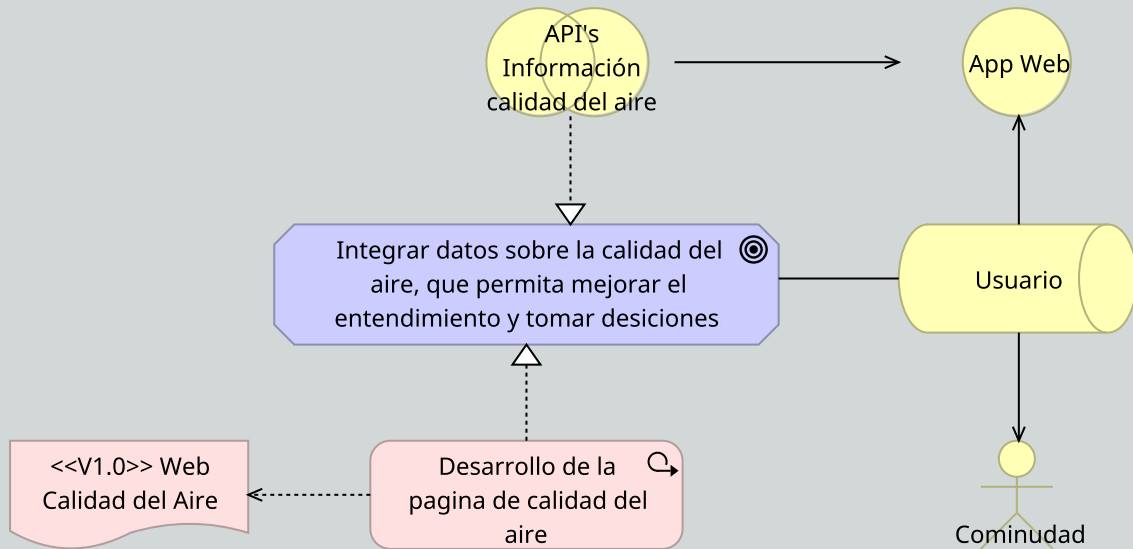 API's
Información
calidad del aire
App Web
Integrar datos sobre la calidad del
aire, que permita mejorar el
entendimiento y tomar desiciones
Usuario
<<V1.0>> Web
Calidad del Aire
Desarrollo de la
pagina de calidad del
aire
Cominudad